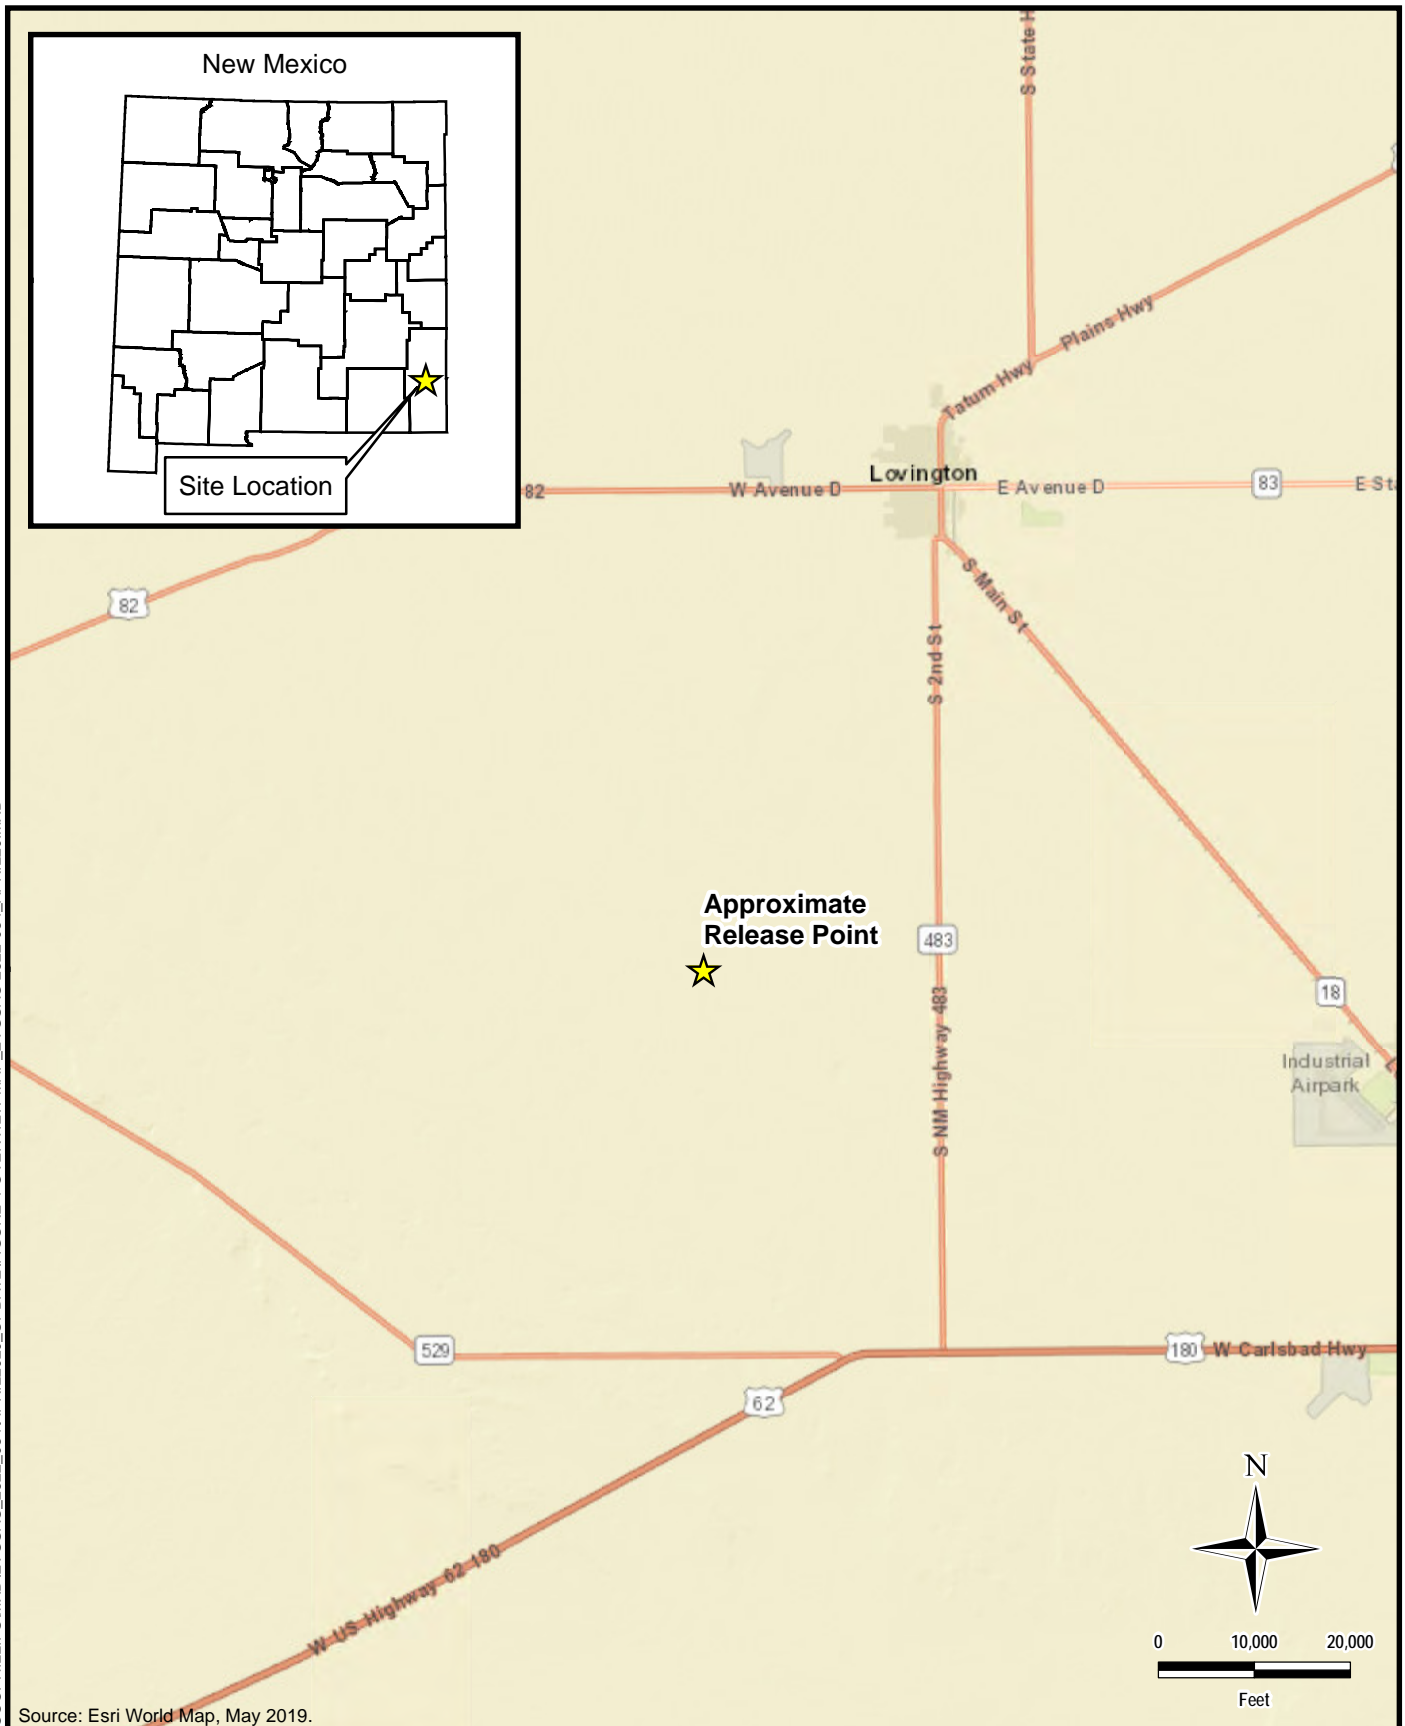 New Mexico
Site Location
S State H
Plains Hwy
Tatum Hwy
Lovington
82
W Avenue D
E Avenue D
83
E Sta
82
S Main St
S 2nd St
Approximate
Release Point
483
S NM Highway 483
18
Industrial
Airpark
529
180
W Carlsbad Hwy
62
W US Highway 62 180
N
0 10,000 20,000
Feet
Source: Esri World Map, May 2019.